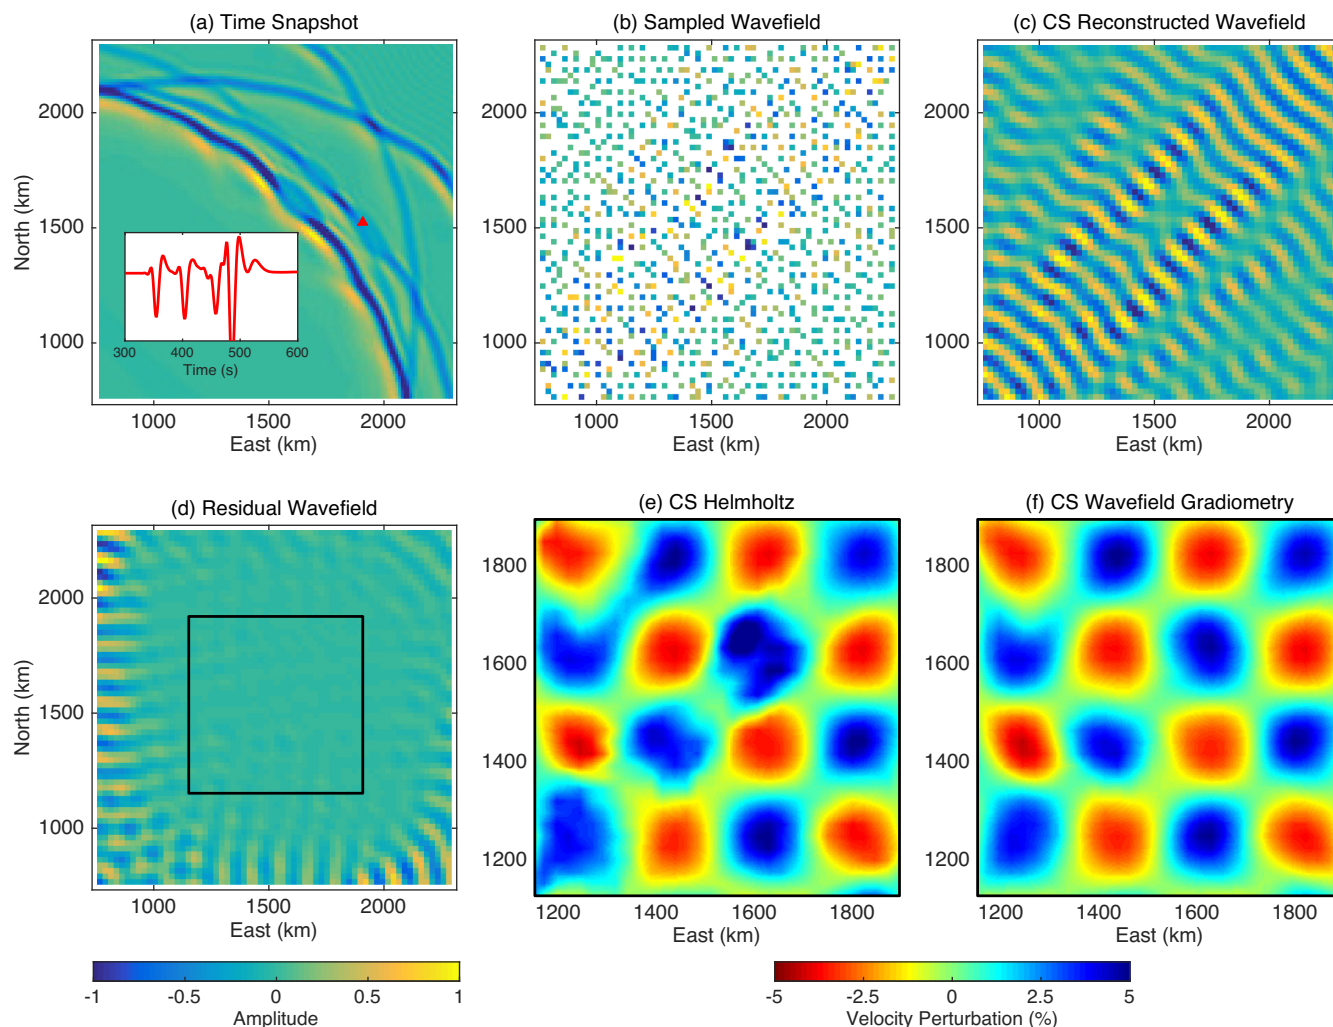 (a) Time Snapshot
(b) Sampled Wavefield
(c) CS Reconstructed Wavefield
North (km)
2000
1500
1000
300 400 500 600
Time (s)
1000 1500 2000
East (km)
2000
1500
1000
1000 1500 2000
East (km)
2000
1500
1000
1000 1500 2000
East (km)
(d) Residual Wavefield
(e) CS Helmholtz
(f) CS Wavefield Gradiometry
North (km)
2000
1500
1000
1000 1500 2000
East (km)
1800
1600
1400
1200
1200 1400 1600 1800
East (km)
1800
1600
1400
1200
1200 1400 1600 1800
East (km)
-1 -0.5 0 0.5 1
Amplitude
-5 -2.5 0 2.5 5
Velocity Perturbation (%)